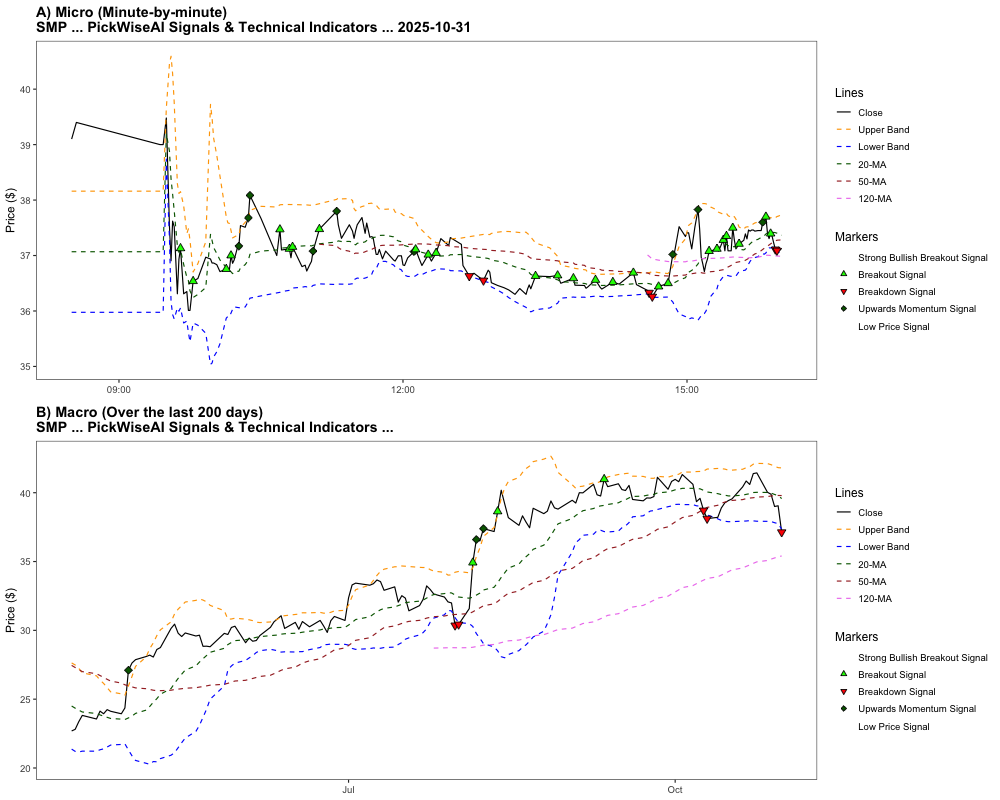 A) Micro (Minute-by-minute)
SMP ... PickWiseAI Signals & Technical Indicators ... 2025-10-31
Price ($)
40
39
38
37
36
35
09:00
12:00
15:00
Lines
Close
Upper Band
Lower Band
20-MA
50-MA
120-MA
Markers
Strong Bullish Breakout Signal
Breakout Signal
Breakdown Signal
Upwards Momentum Signal
Low Price Signal
B) Macro (Over the last 200 days)
SMP ... PickWiseAI Signals & Technical Indicators ...
Price ($)
40
35
30
25
20
Jul
Oct
Lines
Close
Upper Band
Lower Band
20-MA
50-MA
120-MA
Markers
Strong Bullish Breakout Signal
Breakout Signal
Breakdown Signal
Upwards Momentum Signal
Low Price Signal